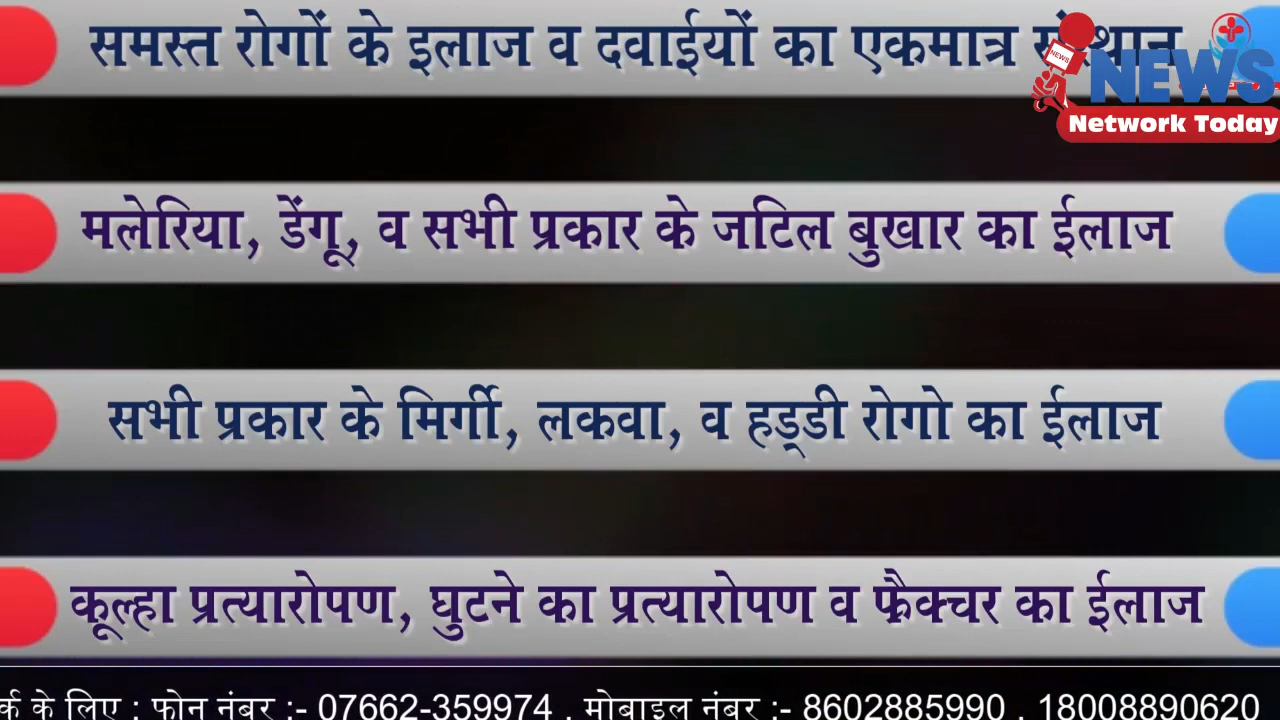 समस्त रोगों के इलाज व दवाईयों का एकमात्र संस्थान
NEWS
NEWS
Network Today
मलेरिया, डेंगू, व सभी प्रकार के जटिल बुखार का ईलाज
सभी प्रकार के मिर्गी, लकवा, व हड्डी रोगो का ईलाज
कूल्हा प्रत्यारोपण, घुटने का प्रत्यारोपण व फ्रैक्चर का ईलाज
र्क के लिए : फोन नंबर :- 07662-359974 , मोबाइल नंबर :- 8602885990 , 18008890620